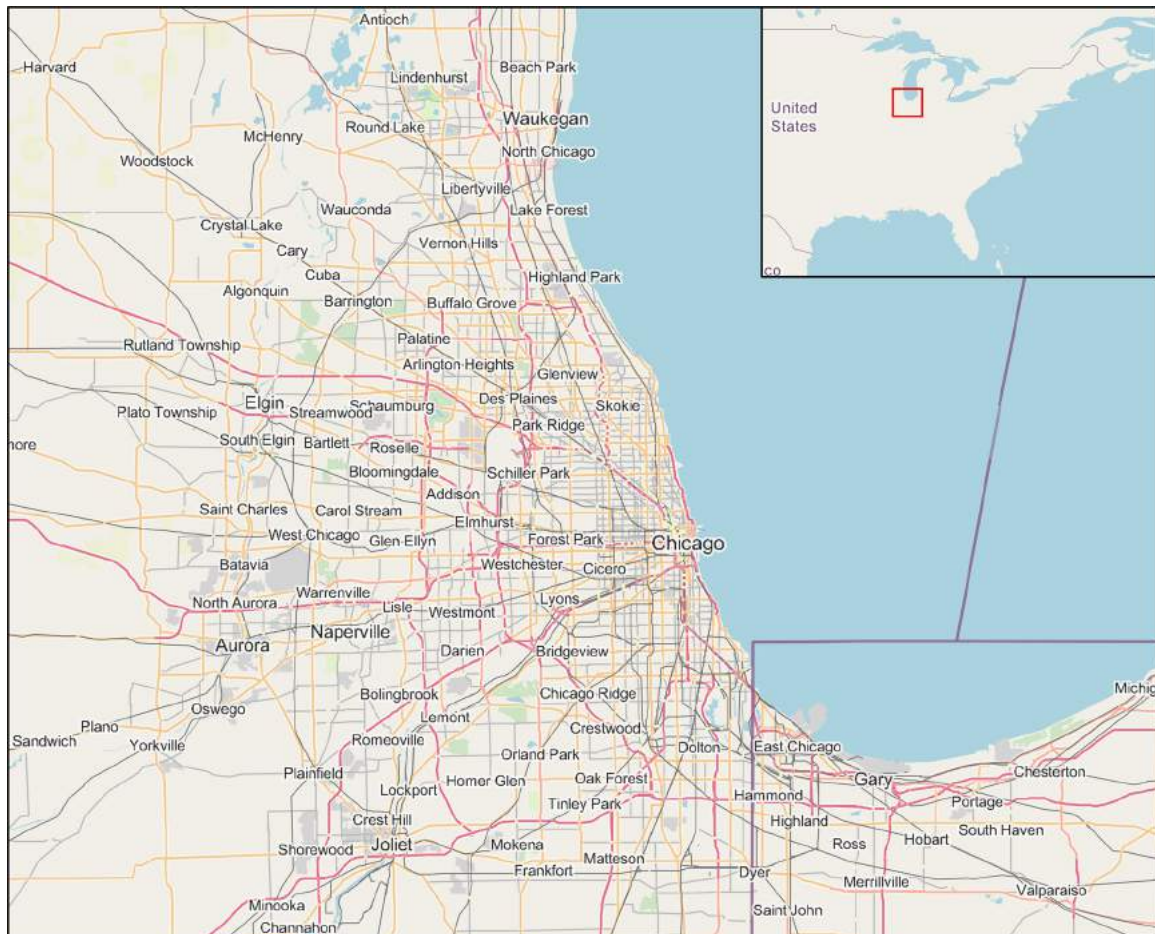 Antioch
Harvard
Beach Park
Lindenhurst
United
States
Waukegan
Round Lake
McHenry
North Chicago
Woodstock
Libertyville
Wauconda
Lake Forest
Crystal Lake
Vernon Hills
Cary
Cuba
Highland Park
co
Algonquin
Barrington
Buffalo Grove
Palatine
Rutland Township
Arlington Heights
Glenview
Des Plaines
Elgin
Schaumburg
Skokie
Plato Township
Streamwood
Park Ridge
South Elgin
Bartlett
more
Roselle
Bloomingdale
Schiller Park
Addison
Saint Charles
Carol Stream
Elmhurst
West Chicago
Glen Ellyn
Forest Park
Chicago
Batavia
Westchester
Cicero
Warrenville
North Aurora
Lisle
Westmont
Lyons
Naperville
Aurora
Darien
Bridgeview
Bolingbrook
Chicago Ridge
Michig
Oswego
Lemont
Plano
Crestwood
Sandwich
Yorkville
Romeoville
Orland Park
Dolton
East Chicago
Plainfield
Homer Glen
Oak Forest
Gary
Chesterton
Lockport
Hammond
Tinley Park
Portage
Crest Hill
Highland
South Haven
Joliet
Shorewood
Mokena
Ross
Hobart
Matteson
Frankfort
Dyer
Merrillville
Valparaiso
Minooka
Saint John
Channahon